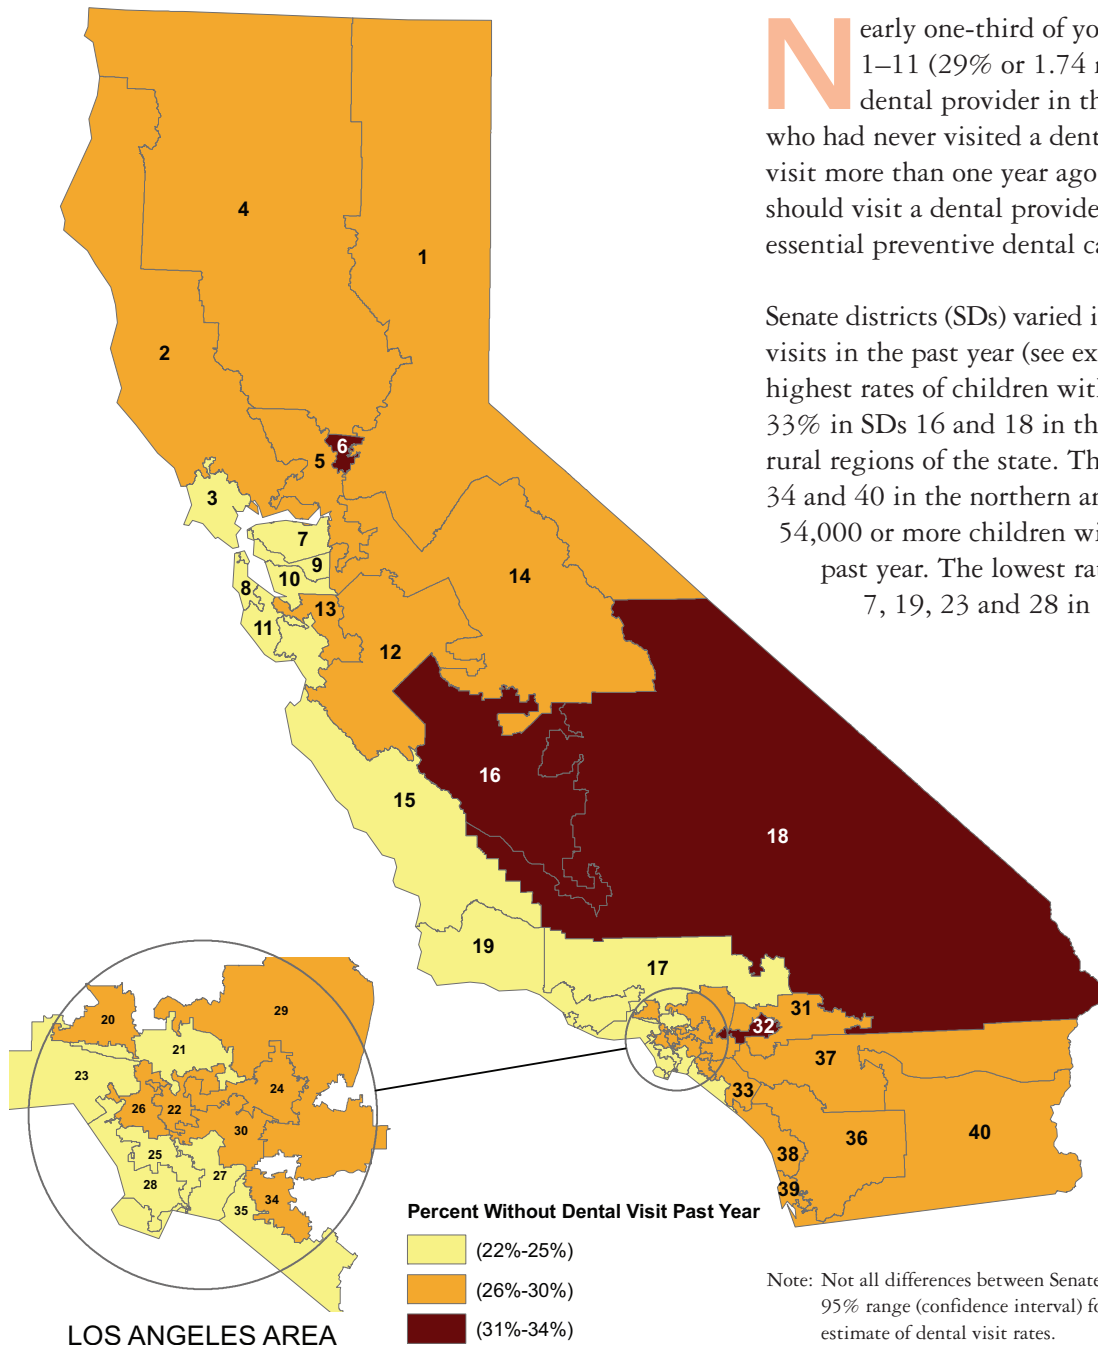 Nearly one-third of yo
1–11 (29% or 1.74
dental provider in th
who had never visited a dent
visit more than one year ago
should visit a dental provide
essential preventive dental ca
Senate districts (SDs) varied i
visits in the past year (see ex
highest rates of children with
33% in SDs 16 and 18 in the
rural regions of the state. Th
34 and 40 in the northern an
54,000 or more children wi
past year. The lowest rat
7, 19, 23 and 28 in
4
1
2
6
5
3
7
9
10
8
14
13
11
12
16
15
18
19
17
31
32
37
33
36
40
38
39
20
29
21
23
24
26
22
30
25
27
28
34
35
LOS ANGELES AREA
Percent Without Dental Visit Past Year
(22%-25%)
(26%-30%)
(31%-34%)
Note: Not all differences between Senate
95% range (confidence interval) fo
estimate of dental visit rates.